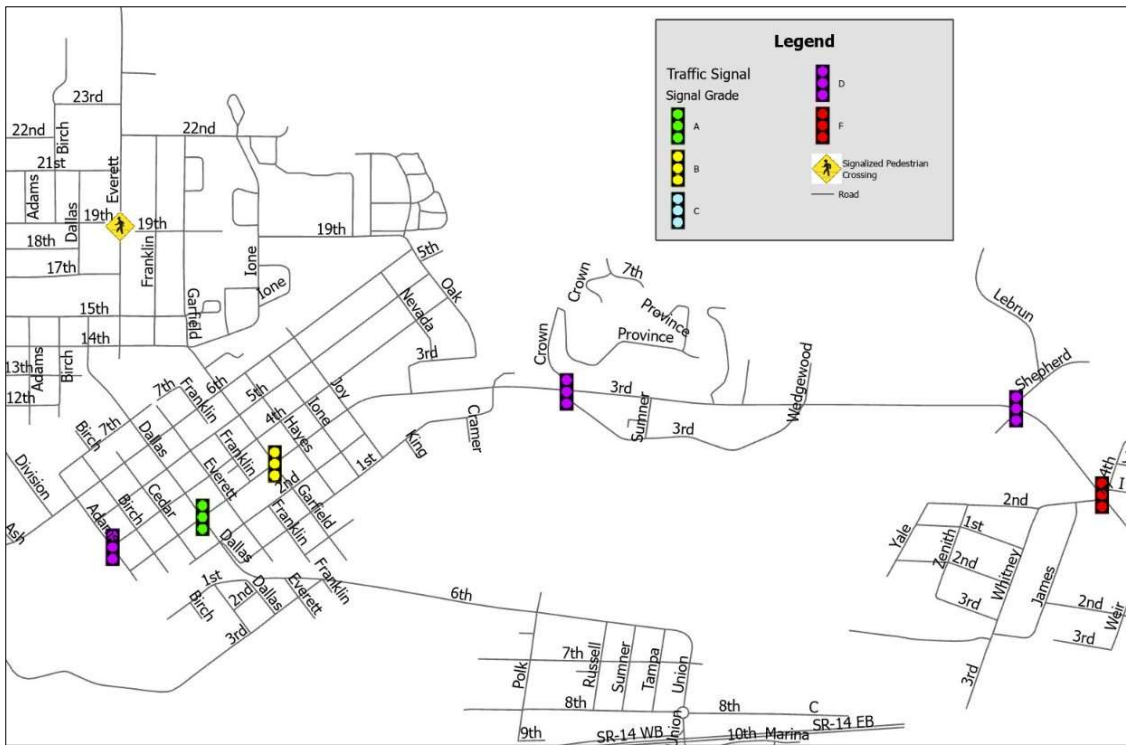 Legend
Traffic Signal
Signal Grade
A
B
C
D
F
Signalized Pedestrian
Crossing
Road
23rd
22nd
Birch
22nd
21st
Everett
Adams
Dallas
19th
19th
19th
18th
Franklin
Ione
17th
Ione
5th
Oak
Nevada
15th
Garfield
14th
13th
Adams
Birch
12th
3rd
Crown
7th
Province
Province
Crown
3rd
Sumner
3rd
Wedgewood
Lebrun
Shepherd
7th
6th
Franklin
5th
Joy
4th
Ione
Hayes
Birch
7th
Dallas
Franklin
1st
King
Cramer
Division
Cedar
Everett
2nd
Garfield
Birch
Adams
Ash
Dallas
Franklin
1st
2nd
Birch
3rd
Dallas
Everett
Franklin
6th
4th
I
2nd
Yale
1st
Zenith
2nd
Whitney
James
3rd
2nd
Weir
3rd
3rd
7th
Polk
Russell
Sumner
Tampa
Union
8th
8th
C
9th
SR-14 WB
Union
SR-14 EB
10th
Marina